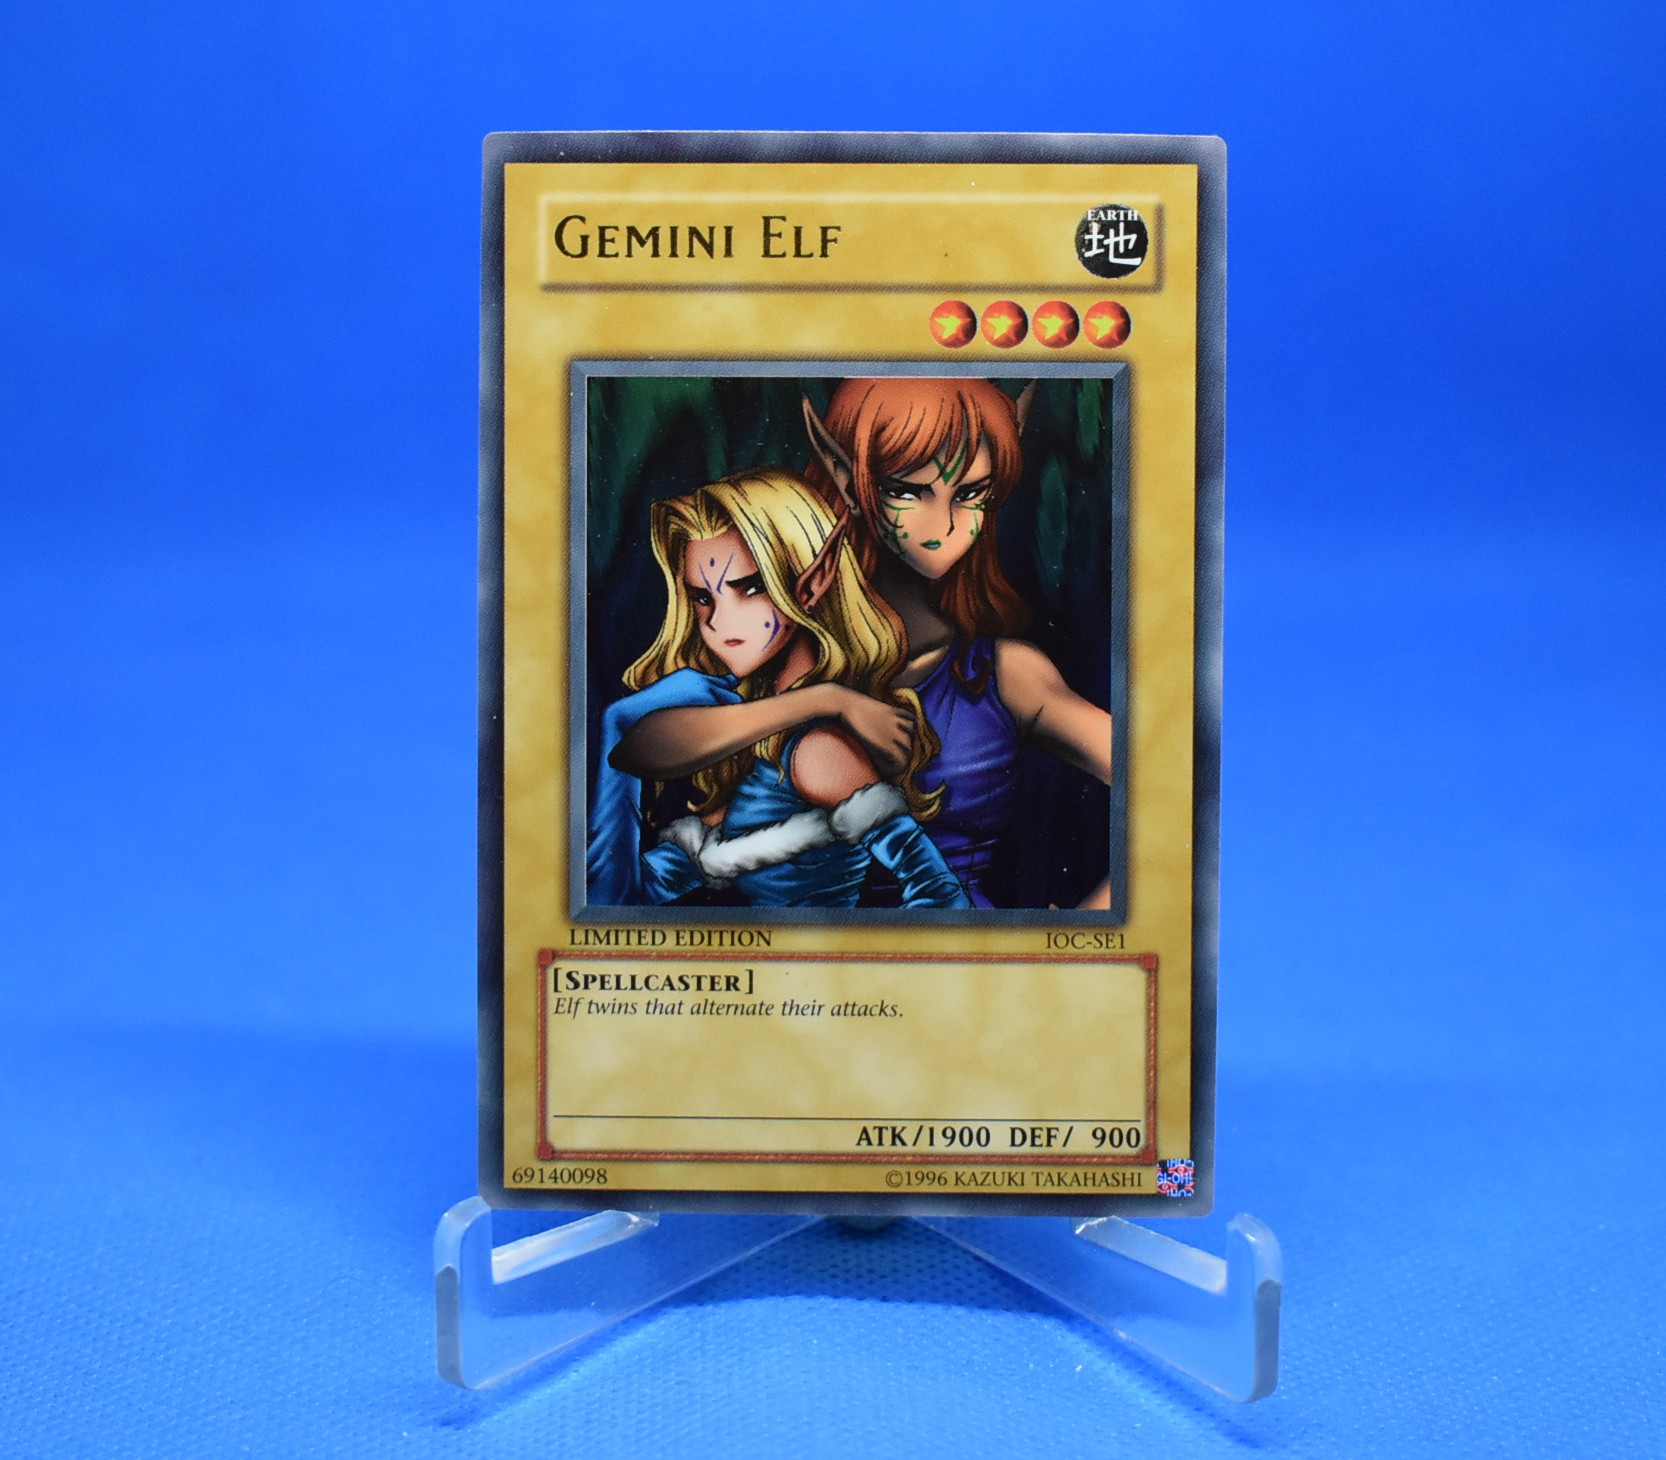 GEMINI ELF
EARTH
地
LIMITED EDITION IOC-SE1
[SPELLCASTER]
Elf twins that alternate their attacks.
ATK/1900 DEF/ 900
69140098 ©1996 KAZUKI TAKAHASHI